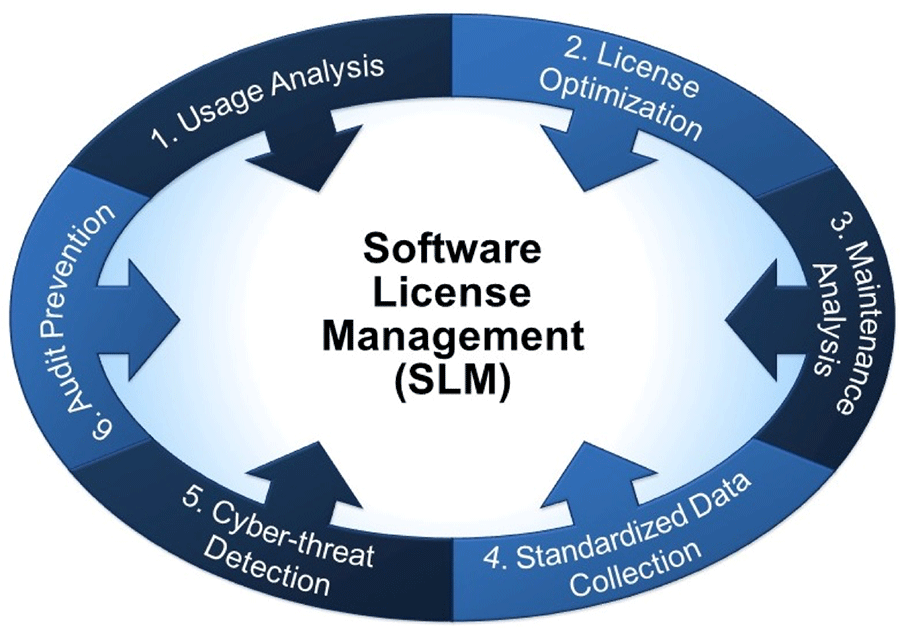 1. Usage Analysis
2. License
Optimization
3. Maintenance
Analysis
4. Standardized Data
Collection
5. Cyber-threat
Detection
6. Audit Prevention
Software
License
Management
(SLM)